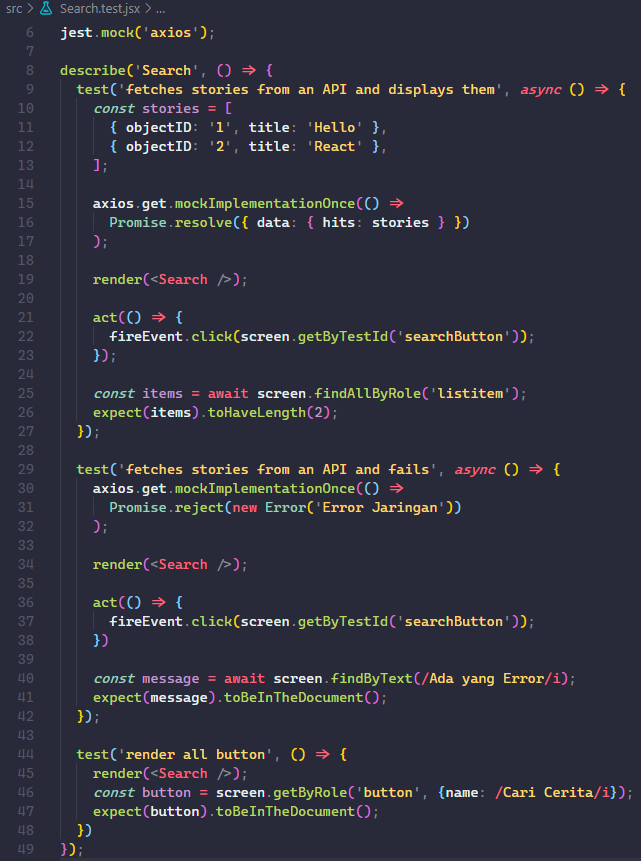 src > Search.test.jsx > ...
6 jest.mock('axios');
7
8 describe('Search', () => {
9 test('fetches stories from an API and displays them', async () => {
10 const stories = [
11 { objectID: '1', title: 'Hello' },
12 { objectID: '2', title: 'React' },
13 ];
14
15 axios.get.mockImplementationOnce(() =>
16 Promise.resolve({ data: { hits: stories } })
17 );
18
19 render(<Search />);
20
21 act(() => {
22 fireEvent.click(screen.getByTestId('searchButton'));
23 });
24
25 const items = await screen.findAllByRole('listitem');
26 expect(items).toHaveLength(2);
27 });
28
29 test('fetches stories from an API and fails', async () => {
30 axios.get.mockImplementationOnce(() =>
31 Promise.reject(new Error('Error Jaringan'))
32 );
33
34 render(<Search />);
35
36 act(() => {
37 fireEvent.click(screen.getByTestId('searchButton'));
38 })
39
40 const message = await screen.findByText(/Ada yang Error/i);
41 expect(message).toBeInTheDocument();
42 });
43
44 test('render all button', () => {
45 render(<Search />);
46 const button = screen.getByRole('button', {name: /Cari Cerita/i});
47 expect(button).toBeInTheDocument();
48 })
49 });